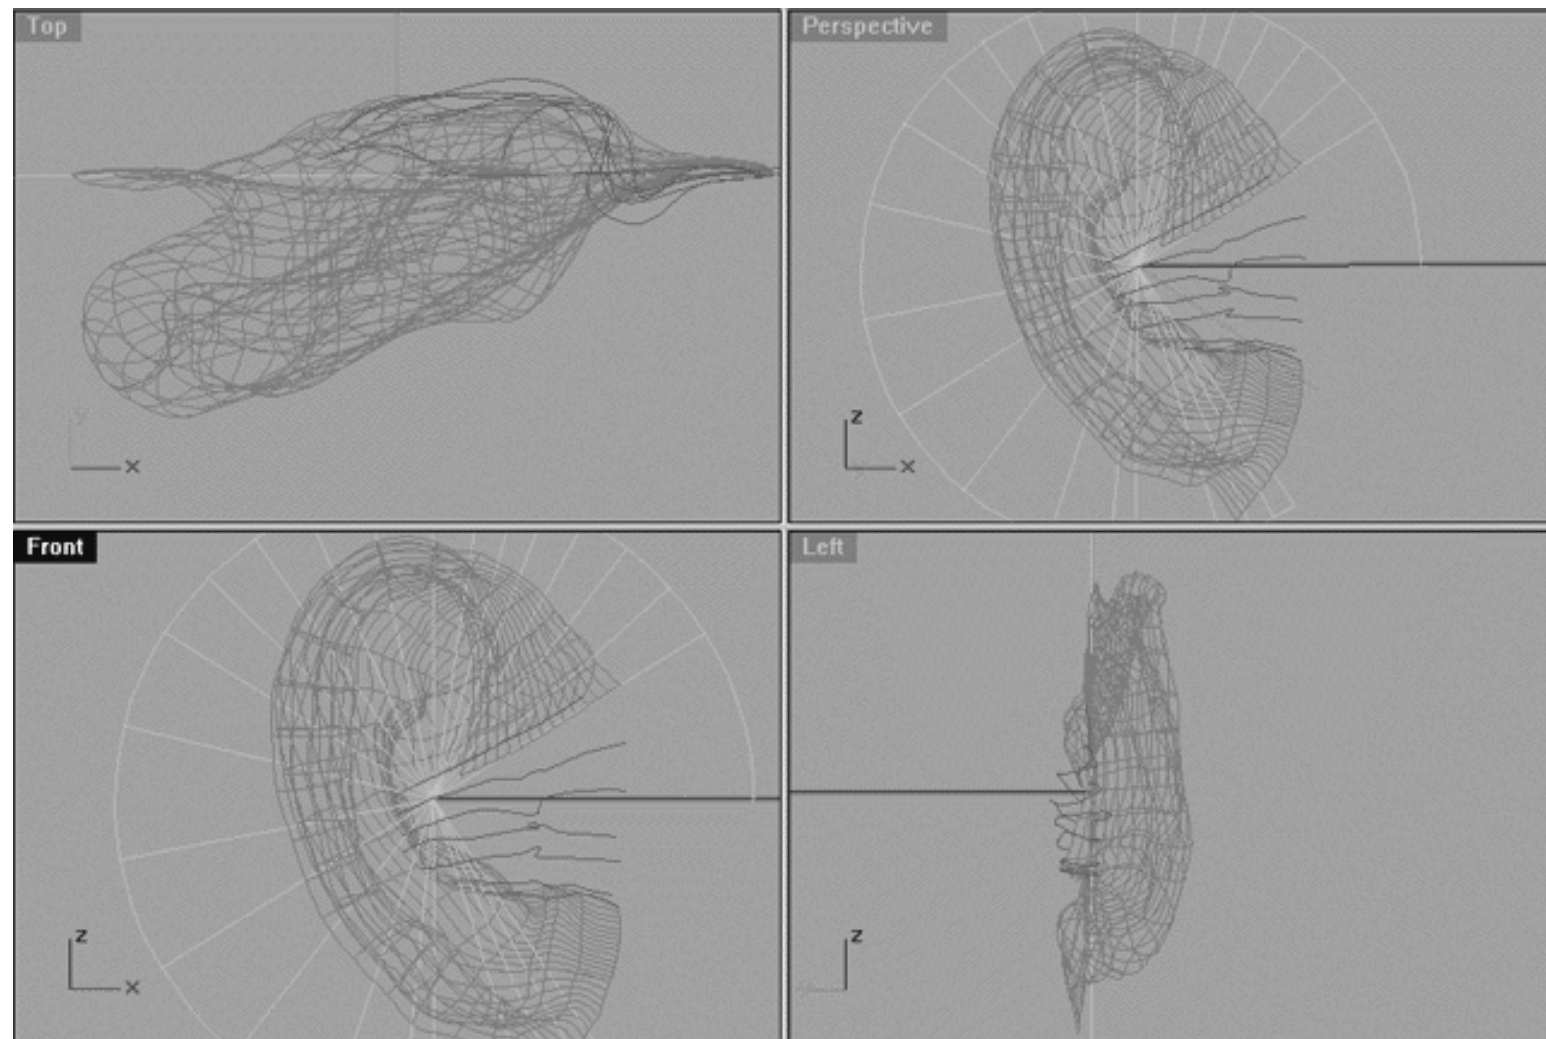 Top
Perspective
y
x
z
x
Front
Left
z
x
z